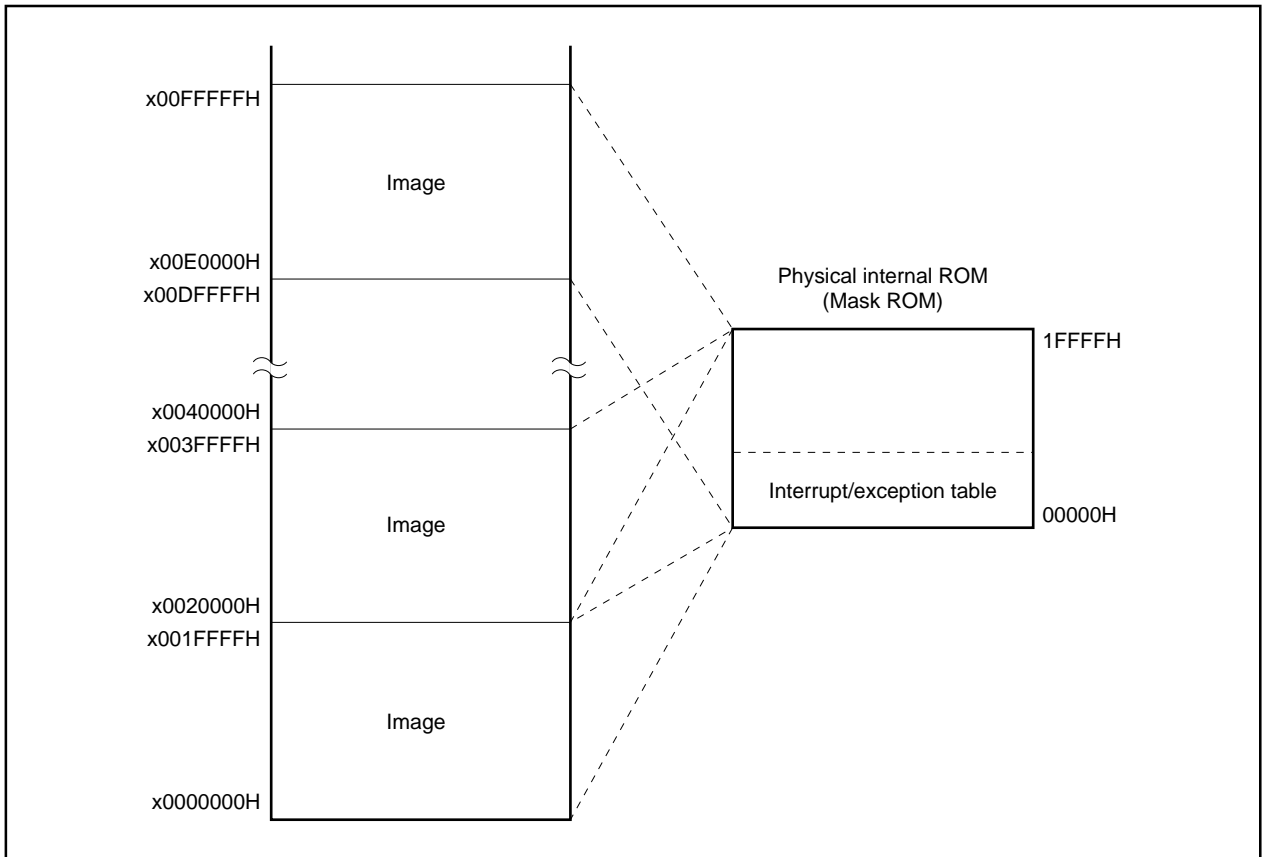 x00FFFFFH
Image
x00E0000H
x00DFFFFH
x0040000H
x003FFFFH
Image
x0020000H
x001FFFFH
Image
x0000000H
Physical internal ROM
(Mask ROM)
1FFFFH
Interrupt/exception table
00000H